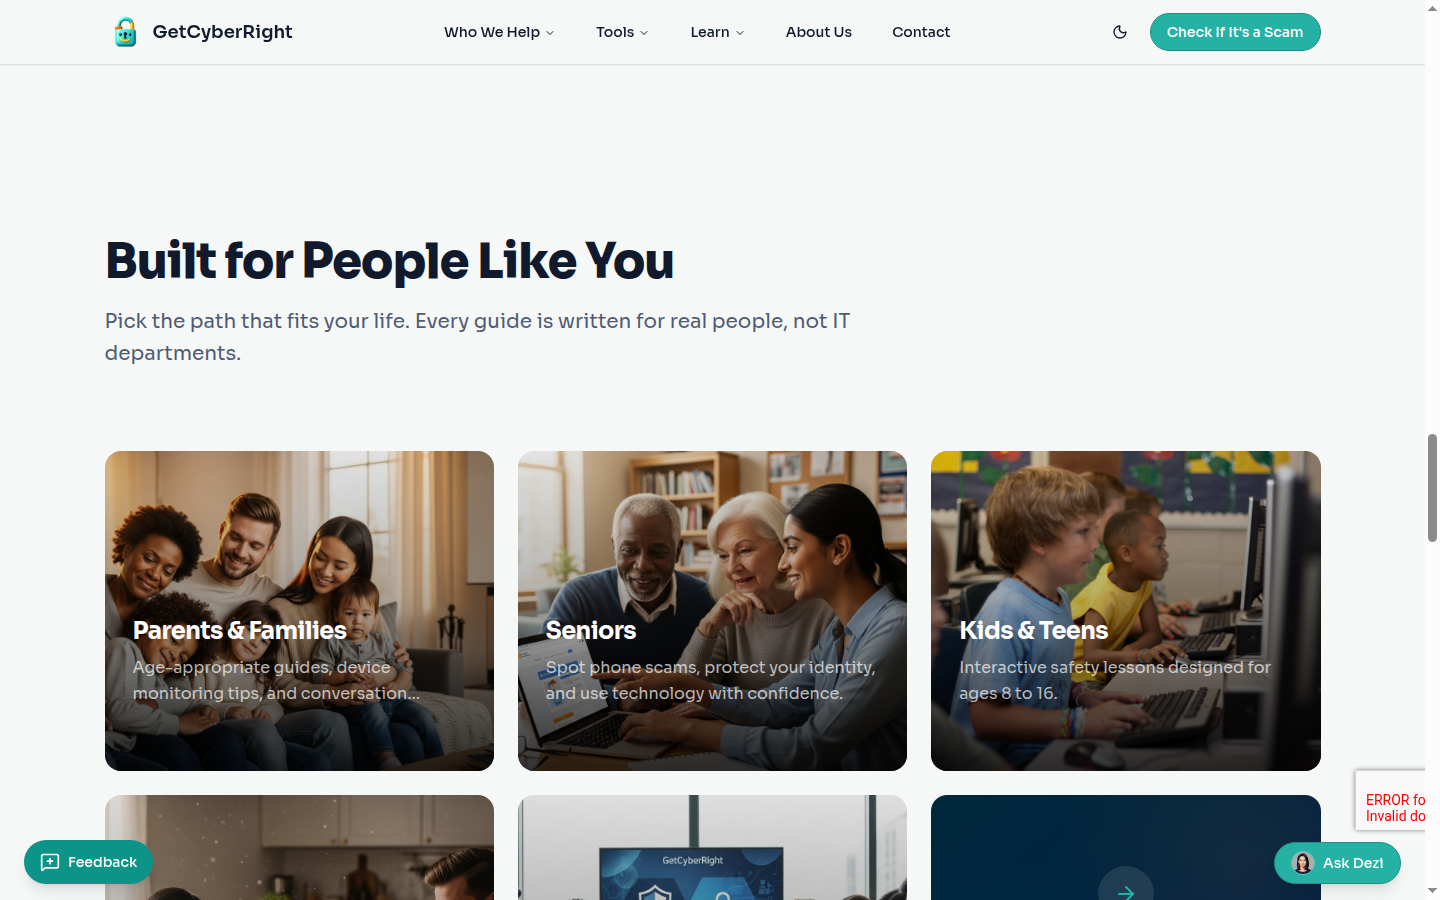 GetCyberRight
Who We Help
Tools
Learn
About Us
Contact
Check If It's a Scam
Built for People Like You
Pick the path that fits your life. Every guide is written for real people, not IT
departments.
Parents & Families
Age-appropriate guides, device
monitoring tips, and conversation...
Seniors
Spot phone scams, protect your identity,
and use technology with confidence.
Kids & Teens
Interactive safety lessons designed for
ages 8 to 16.
ERROR fo
Invalid do
GetCyberRight
Feedback
Ask Dezi